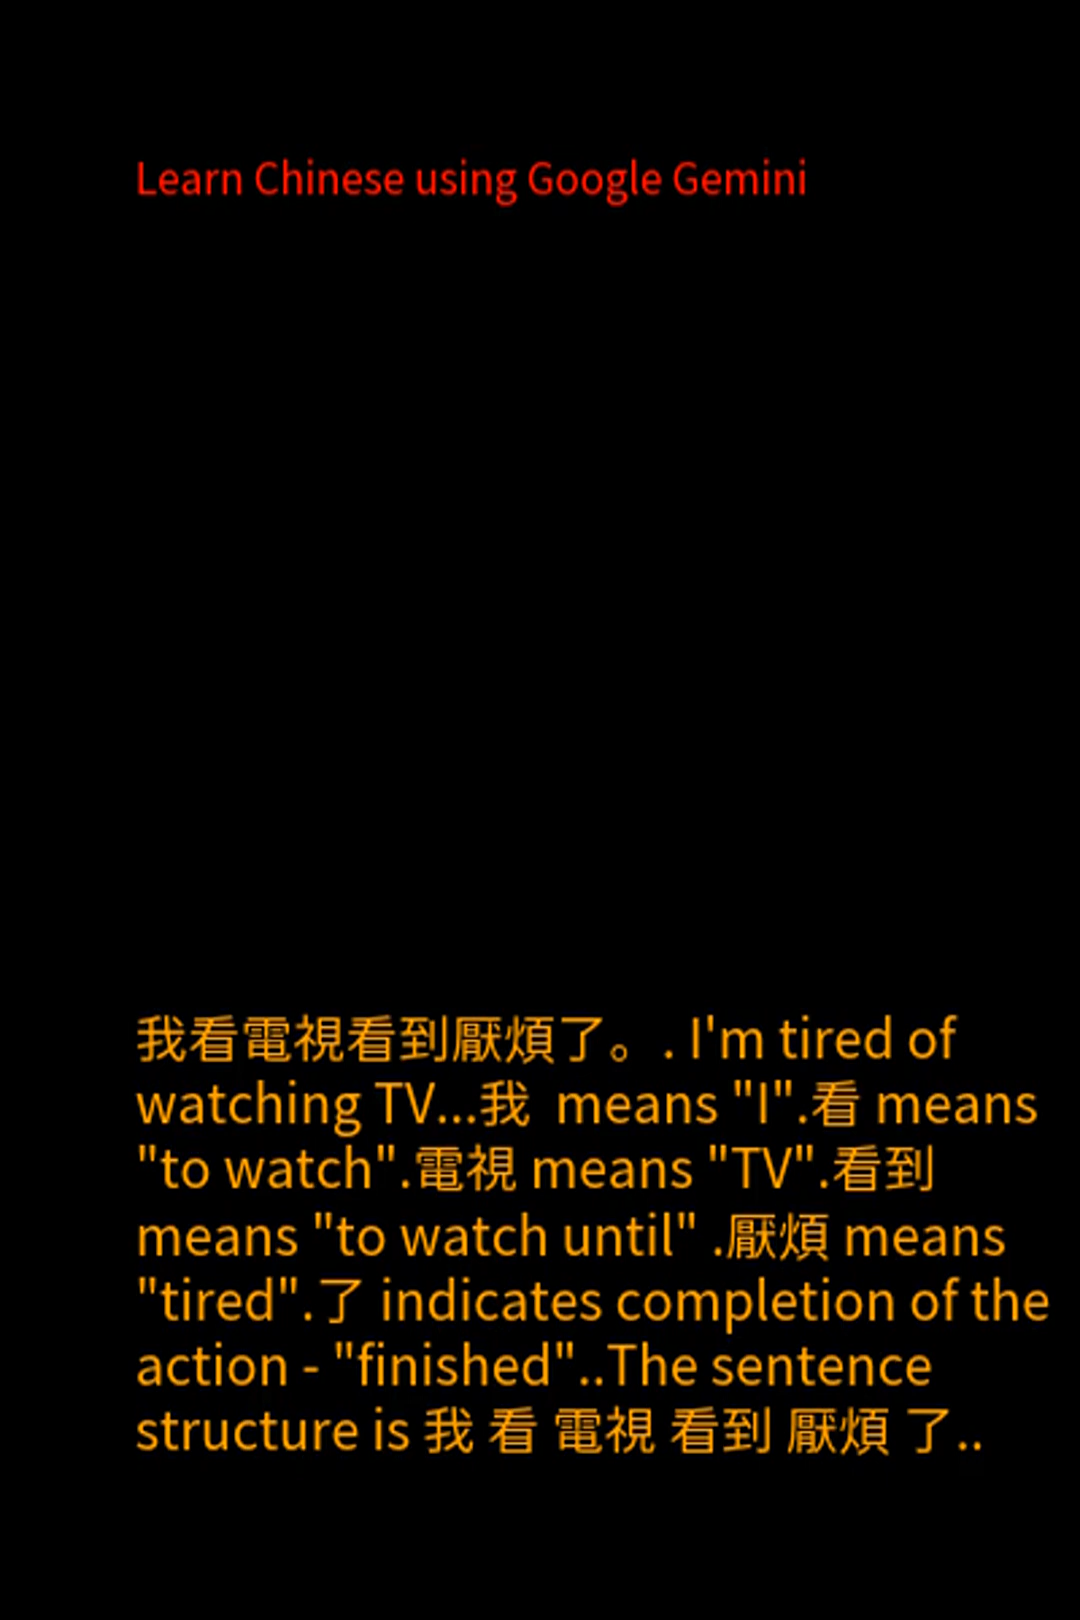 Learn Chinese using Google Gemini
我看電視看到厭煩了。. I'm tired of
watching TV...我  means "I".看 means
"to watch".電視 means "TV".看到
means "to watch until" .厭煩 means
"tired".了 indicates completion of the
action - "finished"..The sentence
structure is 我 看 電視 看到 厭煩 了..